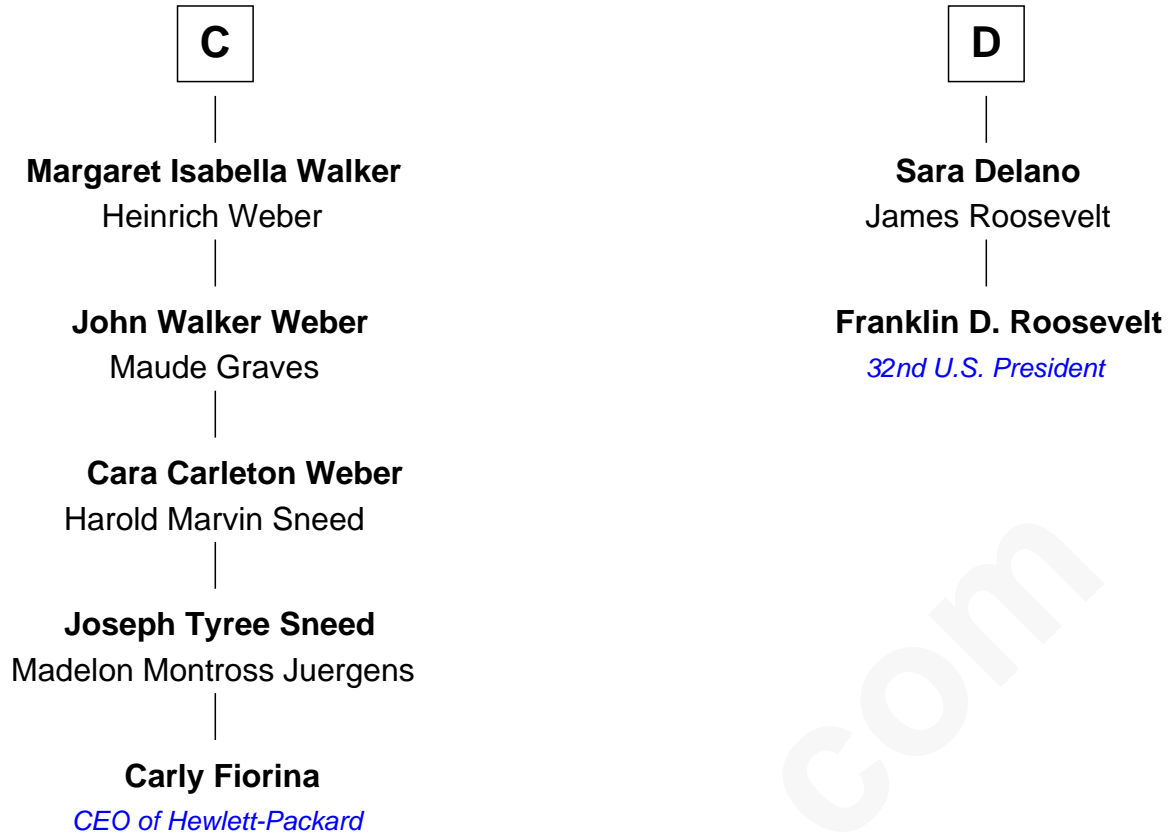 C
Margaret Isabella Walker
Heinrich Weber
John Walker Weber
Maude Graves
Cara Carleton Weber
Harold Marvin Sneed
Joseph Tyree Sneed
Madelon Montross Juergens
Carly Fiorina
CEO of Hewlett-Packard
D
Sara Delano
James Roosevelt
Franklin D. Roosevelt
32nd U.S. President
com